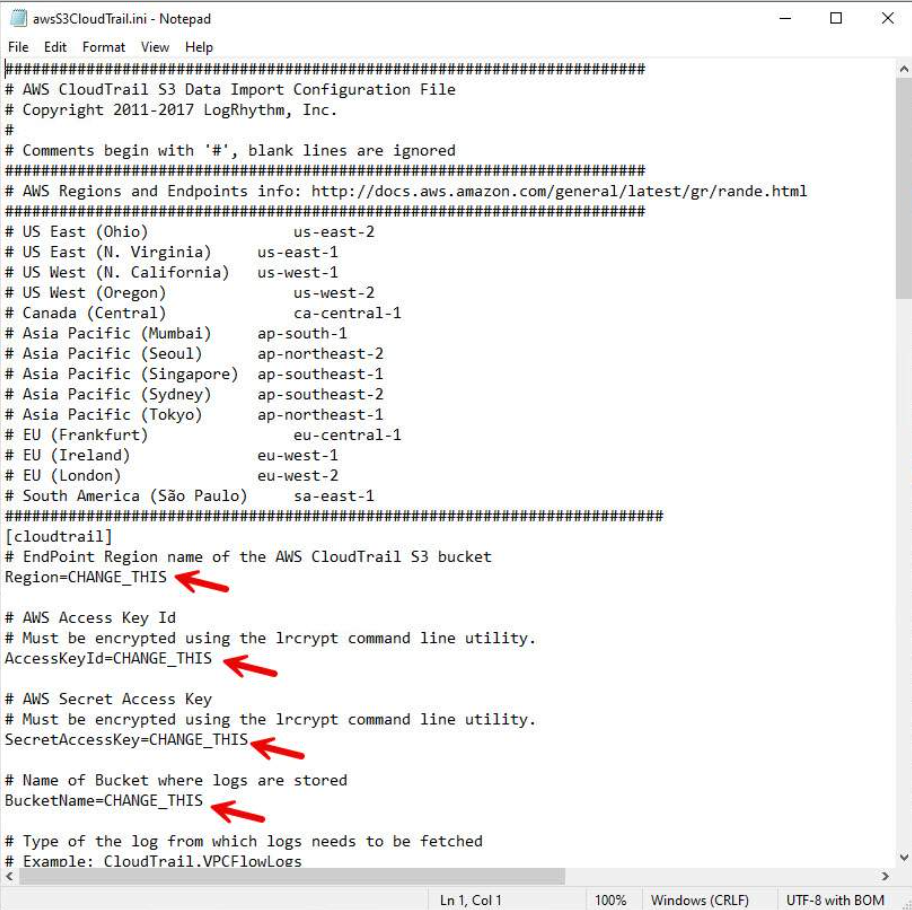 awsS3CloudTrail.ini - Notepad
File Edit Format View Help
#######################################################################
# AWS CloudTrail S3 Data Import Configuration File
# Copyright 2011-2017 LogRhythm, Inc.
#
# Comments begin with '#', blank lines are ignored
#######################################################################
# AWS Regions and Endpoints info: http://docs.aws.amazon.com/general/latest/gr/rande.html
#######################################################################
# US East (Ohio) us-east-2
# US East (N. Virginia) us-east-1
# US West (N. California) us-west-1
# US West (Oregon) us-west-2
# Canada (Central) ca-central-1
# Asia Pacific (Mumbai) ap-south-1
# Asia Pacific (Seoul) ap-northeast-2
# Asia Pacific (Singapore) ap-southeast-1
# Asia Pacific (Sydney) ap-southeast-2
# Asia Pacific (Tokyo) ap-northeast-1
# EU (Frankfurt) eu-central-1
# EU (Ireland) eu-west-1
# EU (London) eu-west-2
# South America (São Paulo) sa-east-1
#########################################################################
[cloudtrail]
# EndPoint Region name of the AWS CloudTrail S3 bucket
Region=CHANGE_THIS
# AWS Access Key Id
# Must be encrypted using the lrcrypt command line utility.
AccessKeyId=CHANGE_THIS
# AWS Secret Access Key
# Must be encrypted using the lrcrypt command line utility.
SecretAccessKey=CHANGE_THIS
# Name of Bucket where logs are stored
BucketName=CHANGE_THIS
# Type of the log from which logs needs to be fetched
# Example: CloudTrail,VPCFlowLogs
Ln 1, Col 1 100% Windows (CRLF) UTF-8 with BOM